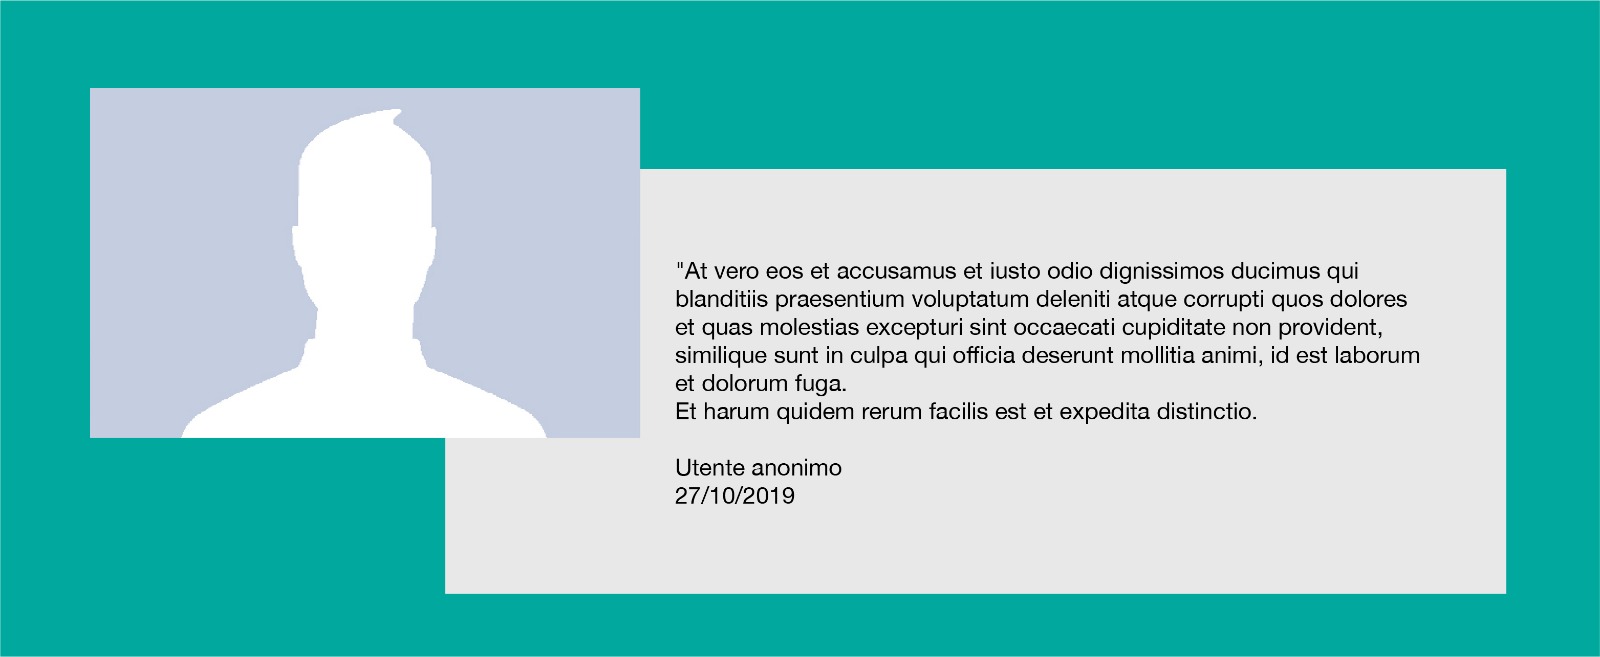 "At vero eos et accusamus et iusto odio dignissimos ducimus qui
blanditiis praesentium voluptatum deleniti atque corrupti quos dolores
et quas molestias excepturi sint occaecati cupiditate non provident,
similique sunt in culpa qui officia deserunt mollitia animi, id est laborum
et dolorum fuga.
Et harum quidem rerum facilis est et expedita distinctio.
Utente anonimo
27/10/2019